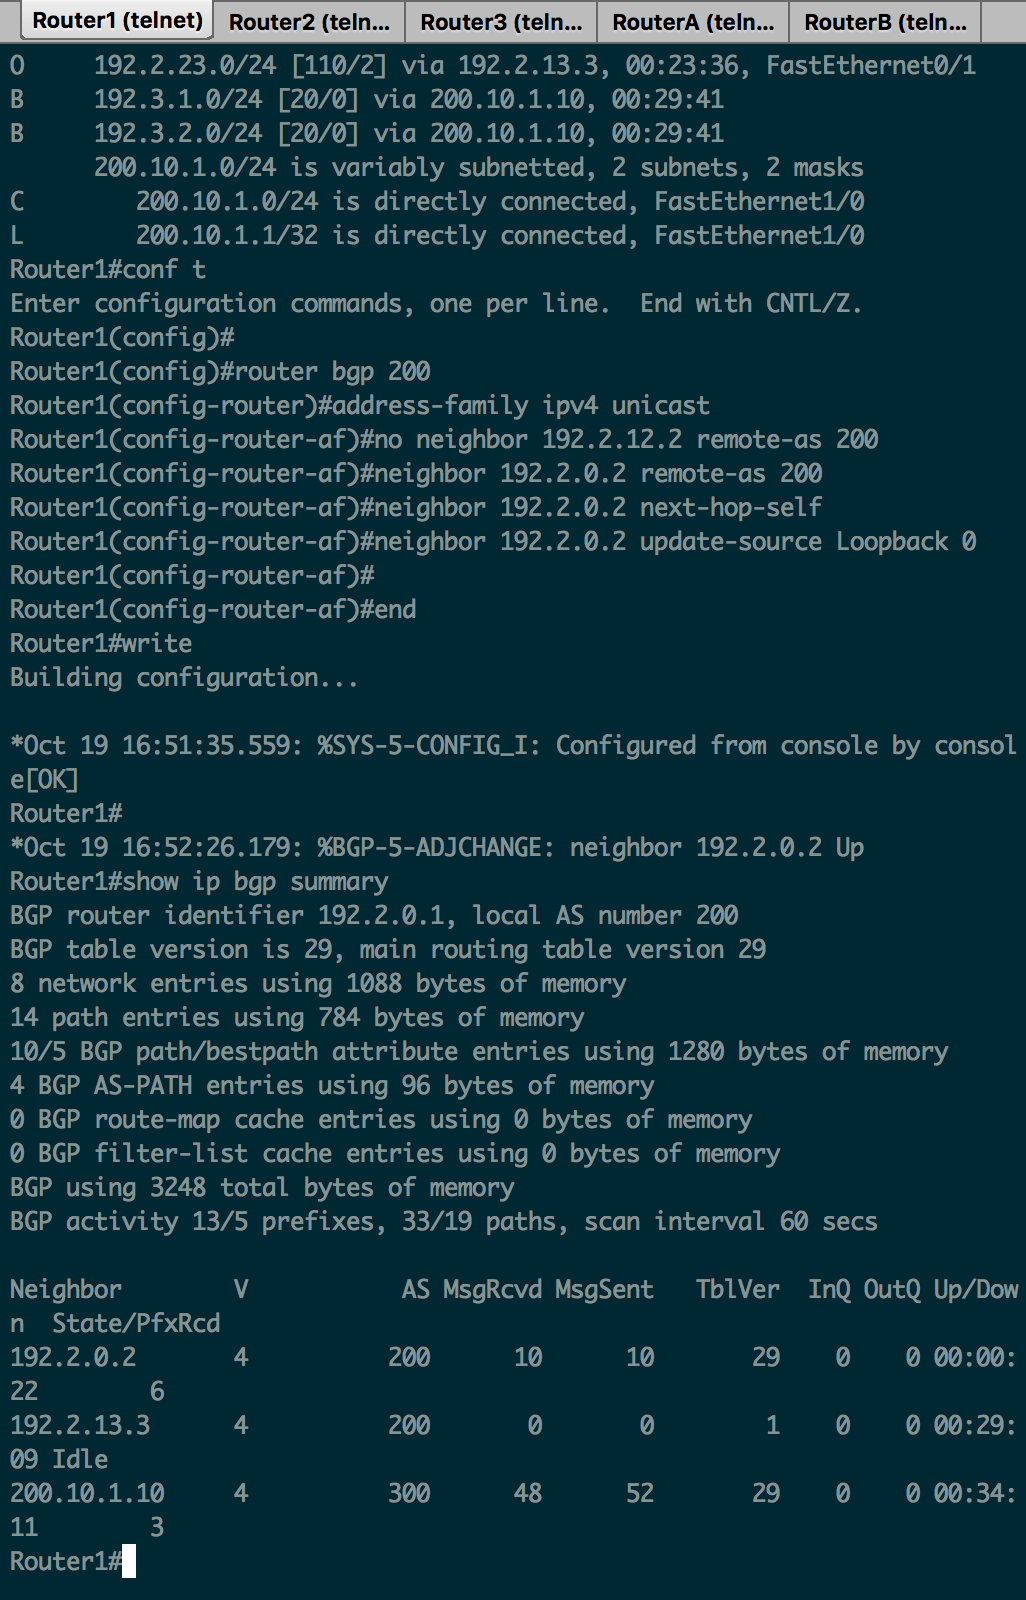 Router1 (telnet) Router2 (teln... Router3 (teln... RouterA (teln... RouterB (teln...
O     192.2.23.0/24 [110/2] via 192.2.13.3, 00:23:36, FastEthernet0/1
B     192.3.1.0/24 [20/0] via 200.10.1.10, 00:29:41
B     192.3.2.0/24 [20/0] via 200.10.1.10, 00:29:41
      200.10.1.0/24 is variably subnetted, 2 subnets, 2 masks
C        200.10.1.0/24 is directly connected, FastEthernet1/0
L        200.10.1.1/32 is directly connected, FastEthernet1/0
Router1#conf t
Enter configuration commands, one per line.  End with CNTL/Z.
Router1(config)#
Router1(config)#router bgp 200
Router1(config-router)#address-family ipv4 unicast
Router1(config-router-af)#no neighbor 192.2.12.2 remote-as 200
Router1(config-router-af)#neighbor 192.2.0.2 remote-as 200
Router1(config-router-af)#neighbor 192.2.0.2 next-hop-self
Router1(config-router-af)#neighbor 192.2.0.2 update-source Loopback 0
Router1(config-router-af)#
Router1(config-router-af)#end
Router1#write
Building configuration...

*Oct 19 16:51:35.559: %SYS-5-CONFIG_I: Configured from console by consol
e[OK]
Router1#
*Oct 19 16:52:26.179: %BGP-5-ADJCHANGE: neighbor 192.2.0.2 Up
Router1#show ip bgp summary
BGP router identifier 192.2.0.1, local AS number 200
BGP table version is 29, main routing table version 29
8 network entries using 1088 bytes of memory
14 path entries using 784 bytes of memory
10/5 BGP path/bestpath attribute entries using 1280 bytes of memory
4 BGP AS-PATH entries using 96 bytes of memory
0 BGP route-map cache entries using 0 bytes of memory
0 BGP filter-list cache entries using 0 bytes of memory
BGP using 3248 total bytes of memory
BGP activity 13/5 prefixes, 33/19 paths, scan interval 60 secs

Neighbor        V           AS MsgRcvd MsgSent   TblVer  InQ OutQ Up/Dow
n  State/PfxRcd
192.2.0.2       4          200      10      10       29    0    0 00:00:
22        6
192.2.13.3      4          200       0       0        1    0    0 00:29:
09 Idle
200.10.1.10     4          300      48      52       29    0    0 00:34:
11        3
Router1#